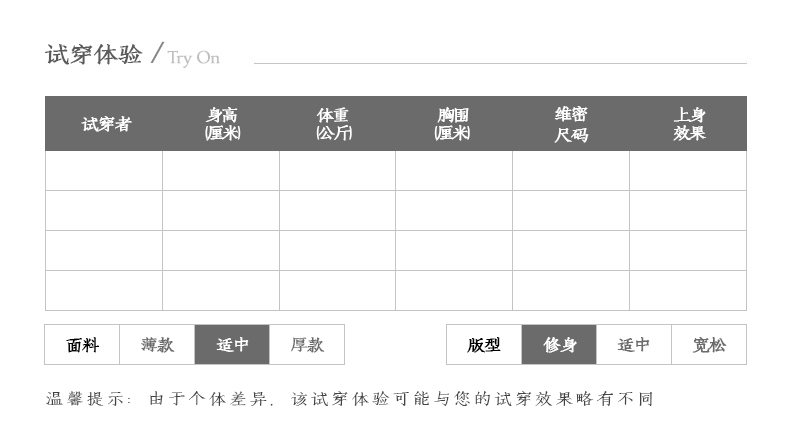 试穿体验 / Try On
试穿者 身高(厘米) 体重(公斤) 胸围(厘米) 维密尺码 上身效果
面料 薄款 适中 厚款 版型 修身 适中 宽松
温馨提示: 由于个体差异, 该试穿体验可能与您的试穿效果略有不同